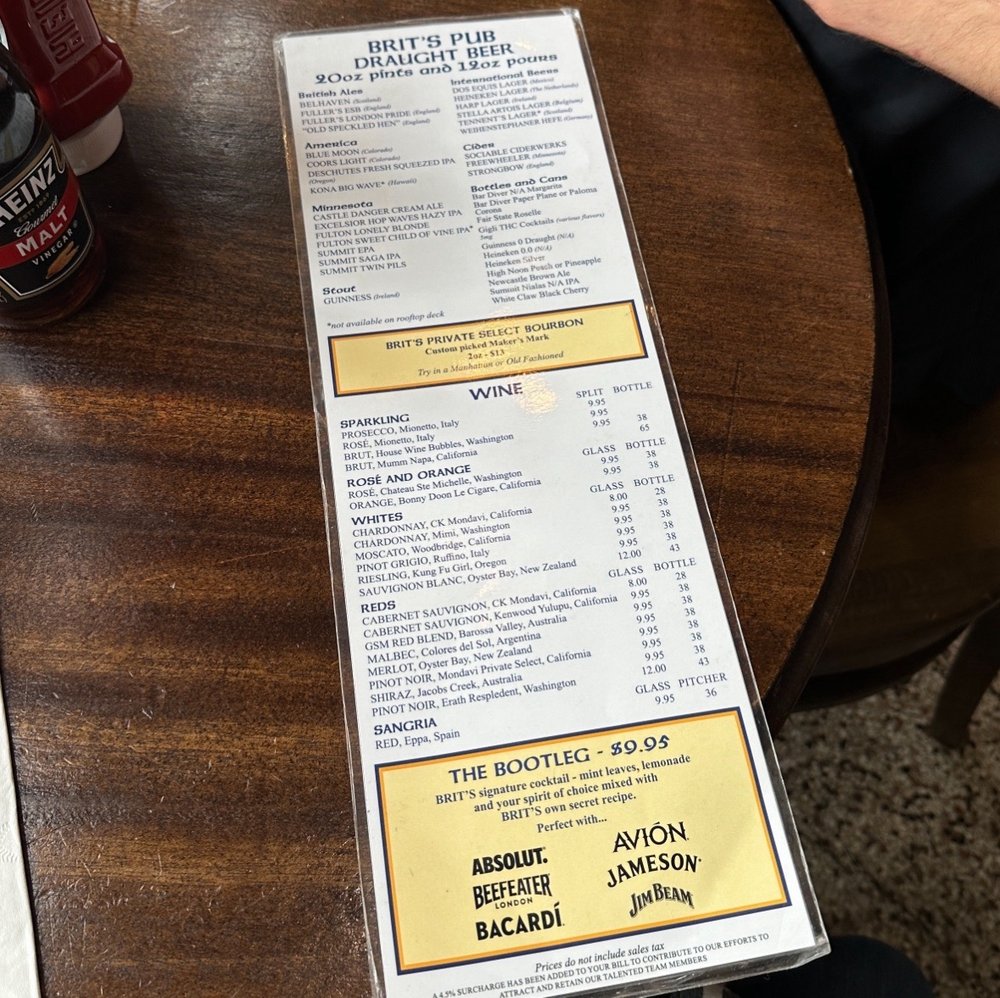 HEINZ
EST. 1869
Gourmet
MALT
VINEGAR
BRIT'S PUB
DRAUGHT BEER
20oz pints and 12oz pours
British Ales
BELHAVEN (Scotland)
FULLER'S ESB (England)
FULLER'S LONDON PRIDE (England)
"OLD SPECKLED HEN" (England)
America
BLUE MOON (Colorado)
COORS LIGHT (Colorado)
DESCHUTES FRESH SQUEEZED IPA
(Oregon)
KONA BIG WAVE* (Hawaii)
Minnesota
CASTLE DANGER CREAM ALE
EXCELSIOR HOP WAVES HAZY IPA
FULTON LONELY BLONDE
FULTON SWEET CHILD OF VINE IPA*
SUMMIT EPA
SUMMIT SAGA IPA
SUMMIT TWIN PILS
Stout
GUINNESS (Ireland)
*not available on rooftop deck
International Beers
DOS EQUIS LAGER (Mexico)
HEINEKEN LAGER (The Netherlands)
HARP LAGER (Ireland)
STELLA ARTOIS LAGER (Belgium)
TENNENT'S LAGER* (Scotland)
WEIHENSTEPHANER HEFE (Germany)
Cider
SOCIABLE CIDERWERKS
FREEWHEELER (Minnesota)
STRONGBOW (England)
Bottles and Cans
Bar Diver N/A Margarite
Bar Diver Paper Plane or Paloma
Corona
Fair State Roselle
Gigli THC Cocktails (various flavors)
5mg
Guinness 0 Draught (N/A)
Heineken 0.0 (N/A)
Heineken Silver
High Noon Peach or Pineapple
Newcastle Brown Ale
Summit Nialas N/A IPA
White Claw Black Cherry
BRIT'S PRIVATE SELECT BOURBON
Custom picked Maker's Mark
2oz - $13
Try in a Manhattan or Old Fashioned
WINE
SPARKLING SPLIT BOTTLE
PROSECCO, Mionetto, Italy 9.95
ROSÉ, Mionetto, Italy 9.95
BRUT, House Wine Bubbles, Washington 9.95 38
BRUT, Mumm Napa, California 65
ROSÉ AND ORANGE GLASS BOTTLE
ROSÉ, Chateau Ste Michelle, Washington 9.95 38
ORANGE, Bonny Doon Le Cigare, California 9.95 38
WHITES GLASS BOTTLE
CHARDONNAY, CK Mondavi, California 8.00 28
CHARDONNAY, Mimi, Washington 9.95 38
MOSCATO, Woodbridge, California 9.95 38
PINOT GRIGIO, Ruffino, Italy 9.95 38
RIESLING, Kung Fu Girl, Oregon 9.95 38
SAUVIGNON BLANC, Oyster Bay, New Zealand 12.00 43
REDS GLASS BOTTLE
CABERNET SAUVIGNON, CK Mondavi, California 8.00 28
CABERNET SAUVIGNON, Kenwood Yulupu, California 9.95 38
GSM RED BLEND, Barossa Valley, Australia 9.95 38
MALBEC, Colores del Sol, Argentina 9.95 38
MERLOT, Oyster Bay, New Zealand 9.95 38
PINOT NOIR, Mondavi Private Select, California 9.95 38
SHIRAZ, Jacobs Creek, Australia 9.95 38
PINOT NOIR, Erath Respledent, Washington 12.00 43
SANGRIA GLASS PITCHER
RED, Eppa, Spain 9.95 36
THE BOOTLEG - $9.95
BRIT'S signature cocktail - mint leaves, lemonade
and your spirit of choice mixed with
BRIT'S own secret recipe.
Perfect with...
ABSOLUT.
BEEFEATER
LONDON
BACARDÍ
AVIÓN
JAMESON
JIM BEAM
Prices do not include sales tax
A 4.5% SURCHARGE HAS BEEN ADDED TO YOUR BILL TO CONTRIBUTE TO OUR EFFORTS TO
ATTRACT AND RETAIN OUR TALENTED TEAM MEMBERS